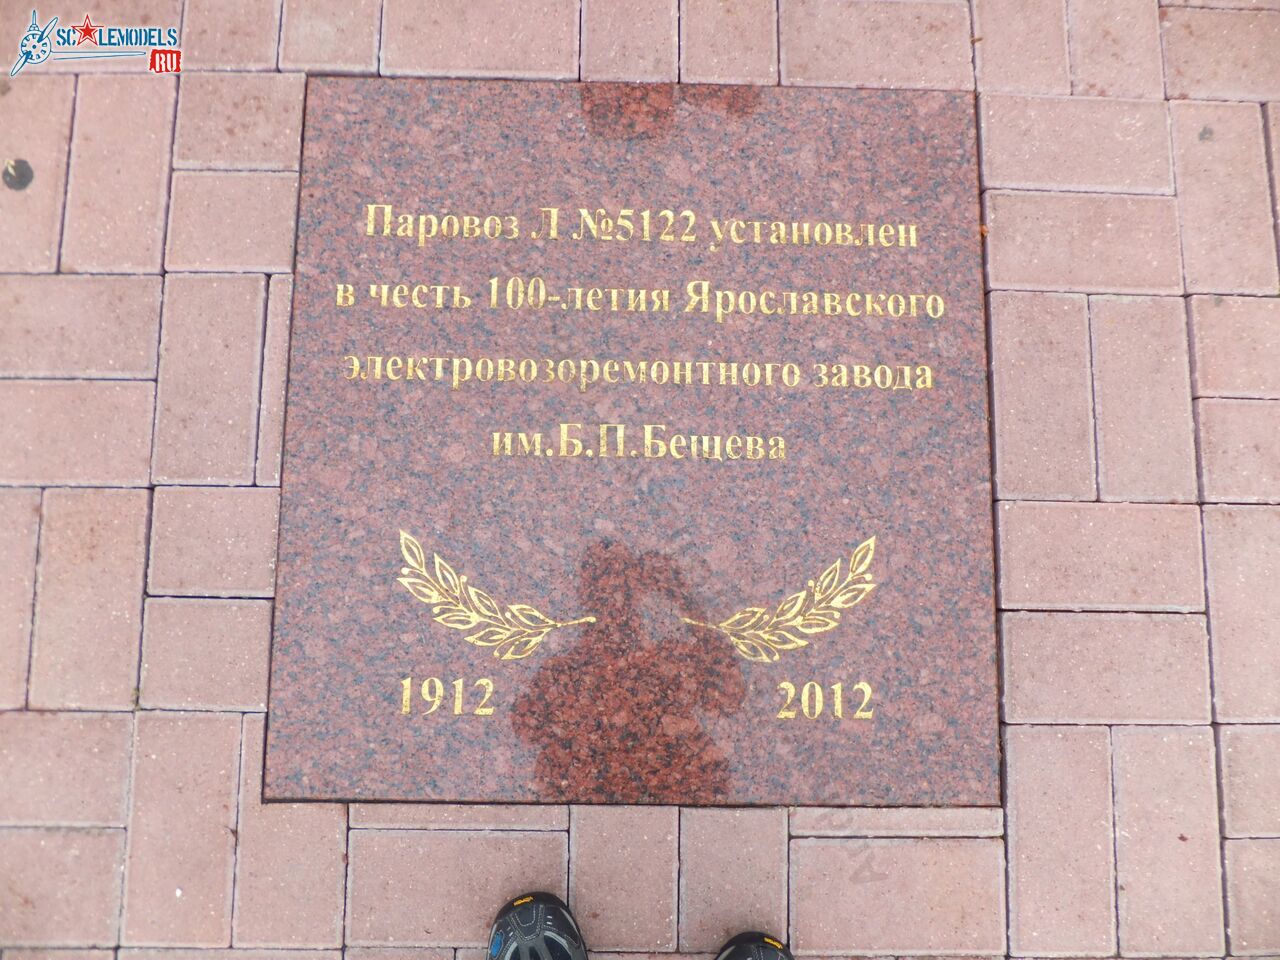 SCALEMODELS
RU
Паровоз Л №5122 установлен
в честь 100-летия Ярославского
электровозоремонтного завода
им.Б.П.Бещева
1912 2012